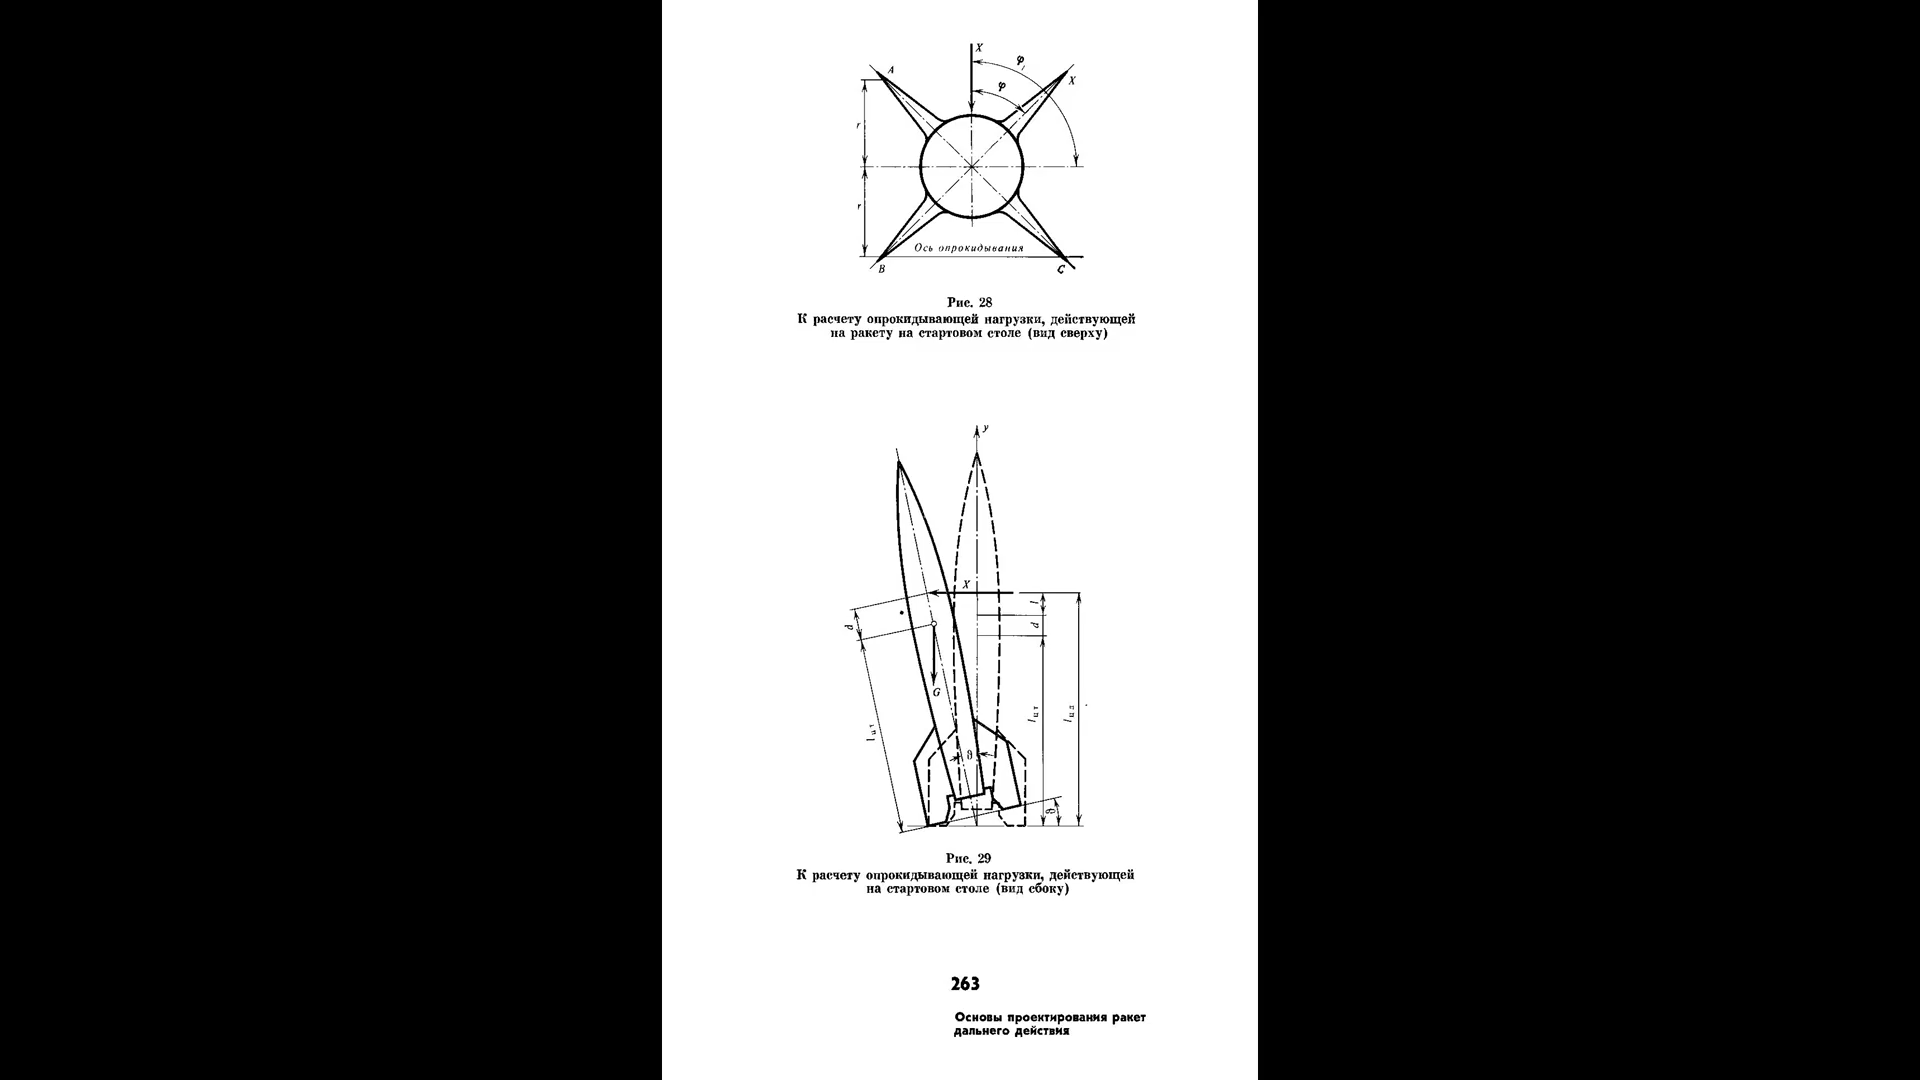 X
φ₁
A
X
φ
r
r
Ось опрокидывания
B
C
Рис. 28
К расчету опрокидывающей нагрузки, действующей
на ракету на стартовом столе (вид сверху)
y
X
l
d
d
G
l ц.т
l ц.т
l ц.д
ϑ
ϑ
Рис. 29
К расчету опрокидывающей нагрузки, действующей
на стартовом столе (вид сбоку)
263
Основы проектирования ракет
дальнего действия